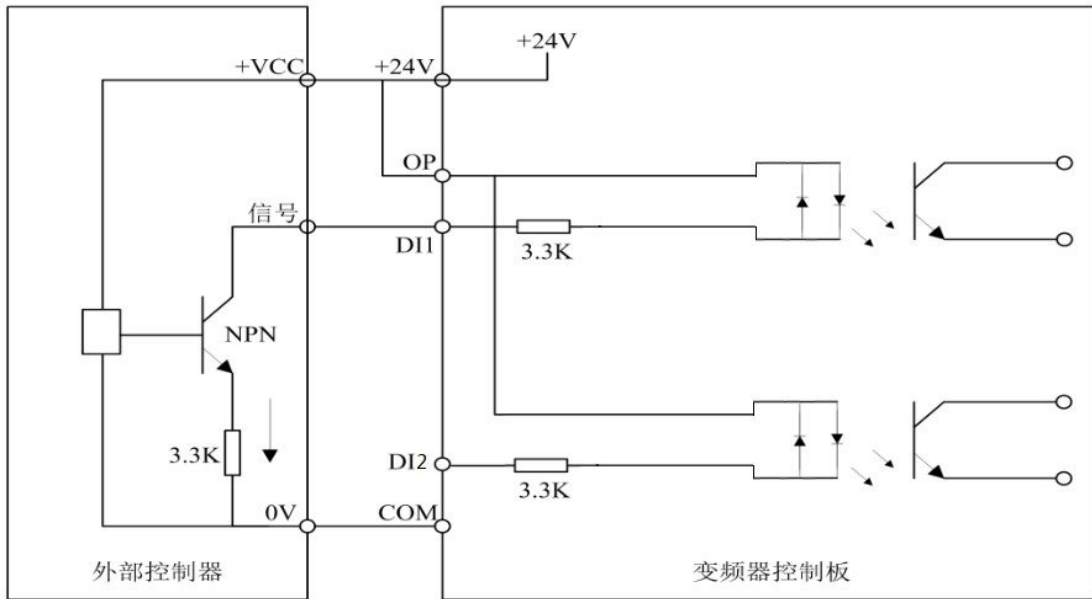 +24V
+VCC
+24V
OP
信号
DI1
3.3K
NPN
3.3K
DI2
3.3K
0V
COM
外部控制器
变频器控制板